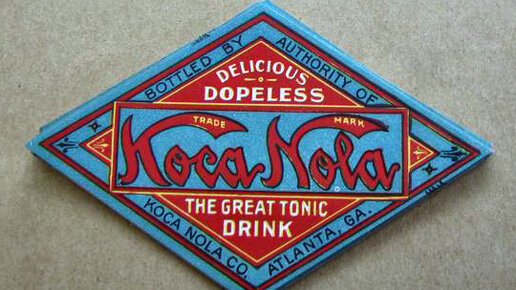 BOTTLED BY AUTHORITY OF
DELICIOUS
DOPELESS
TRADE MARK
Koca Nola
THE GREAT TONIC
DRINK
KOCA NOLA CO. ATLANTA, GA.